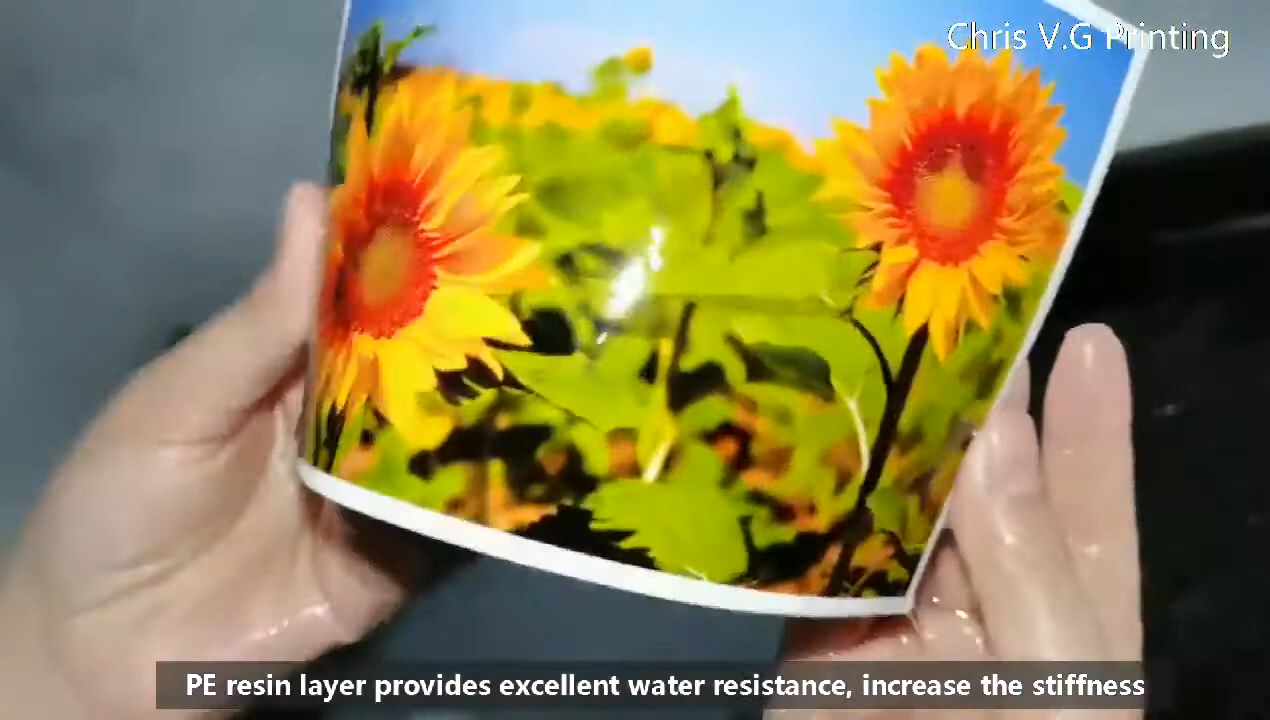 Chris V.G Printing
PE resin layer provides excellent water resistance, increase the stiffness